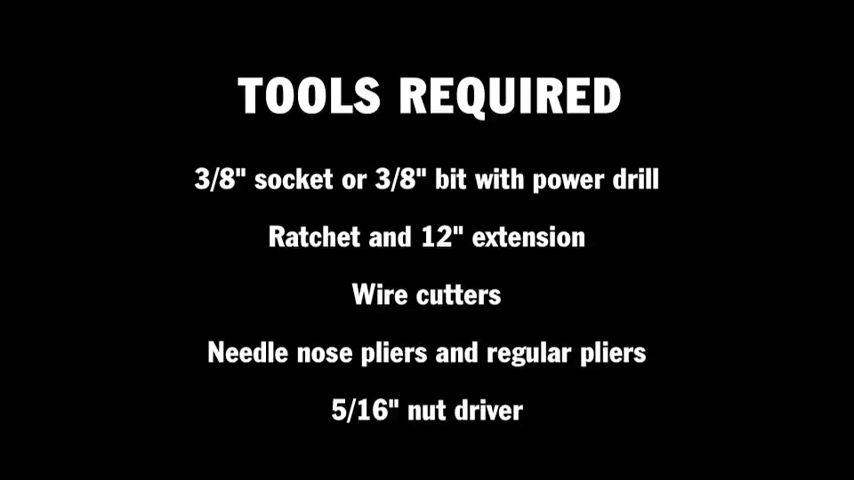 TOOLS REQUIRED
3/8" socket or 3/8" bit with power drill
Ratchet and 12" extension
Wire cutters
Needle nose pliers and regular pliers
5/16" nut driver